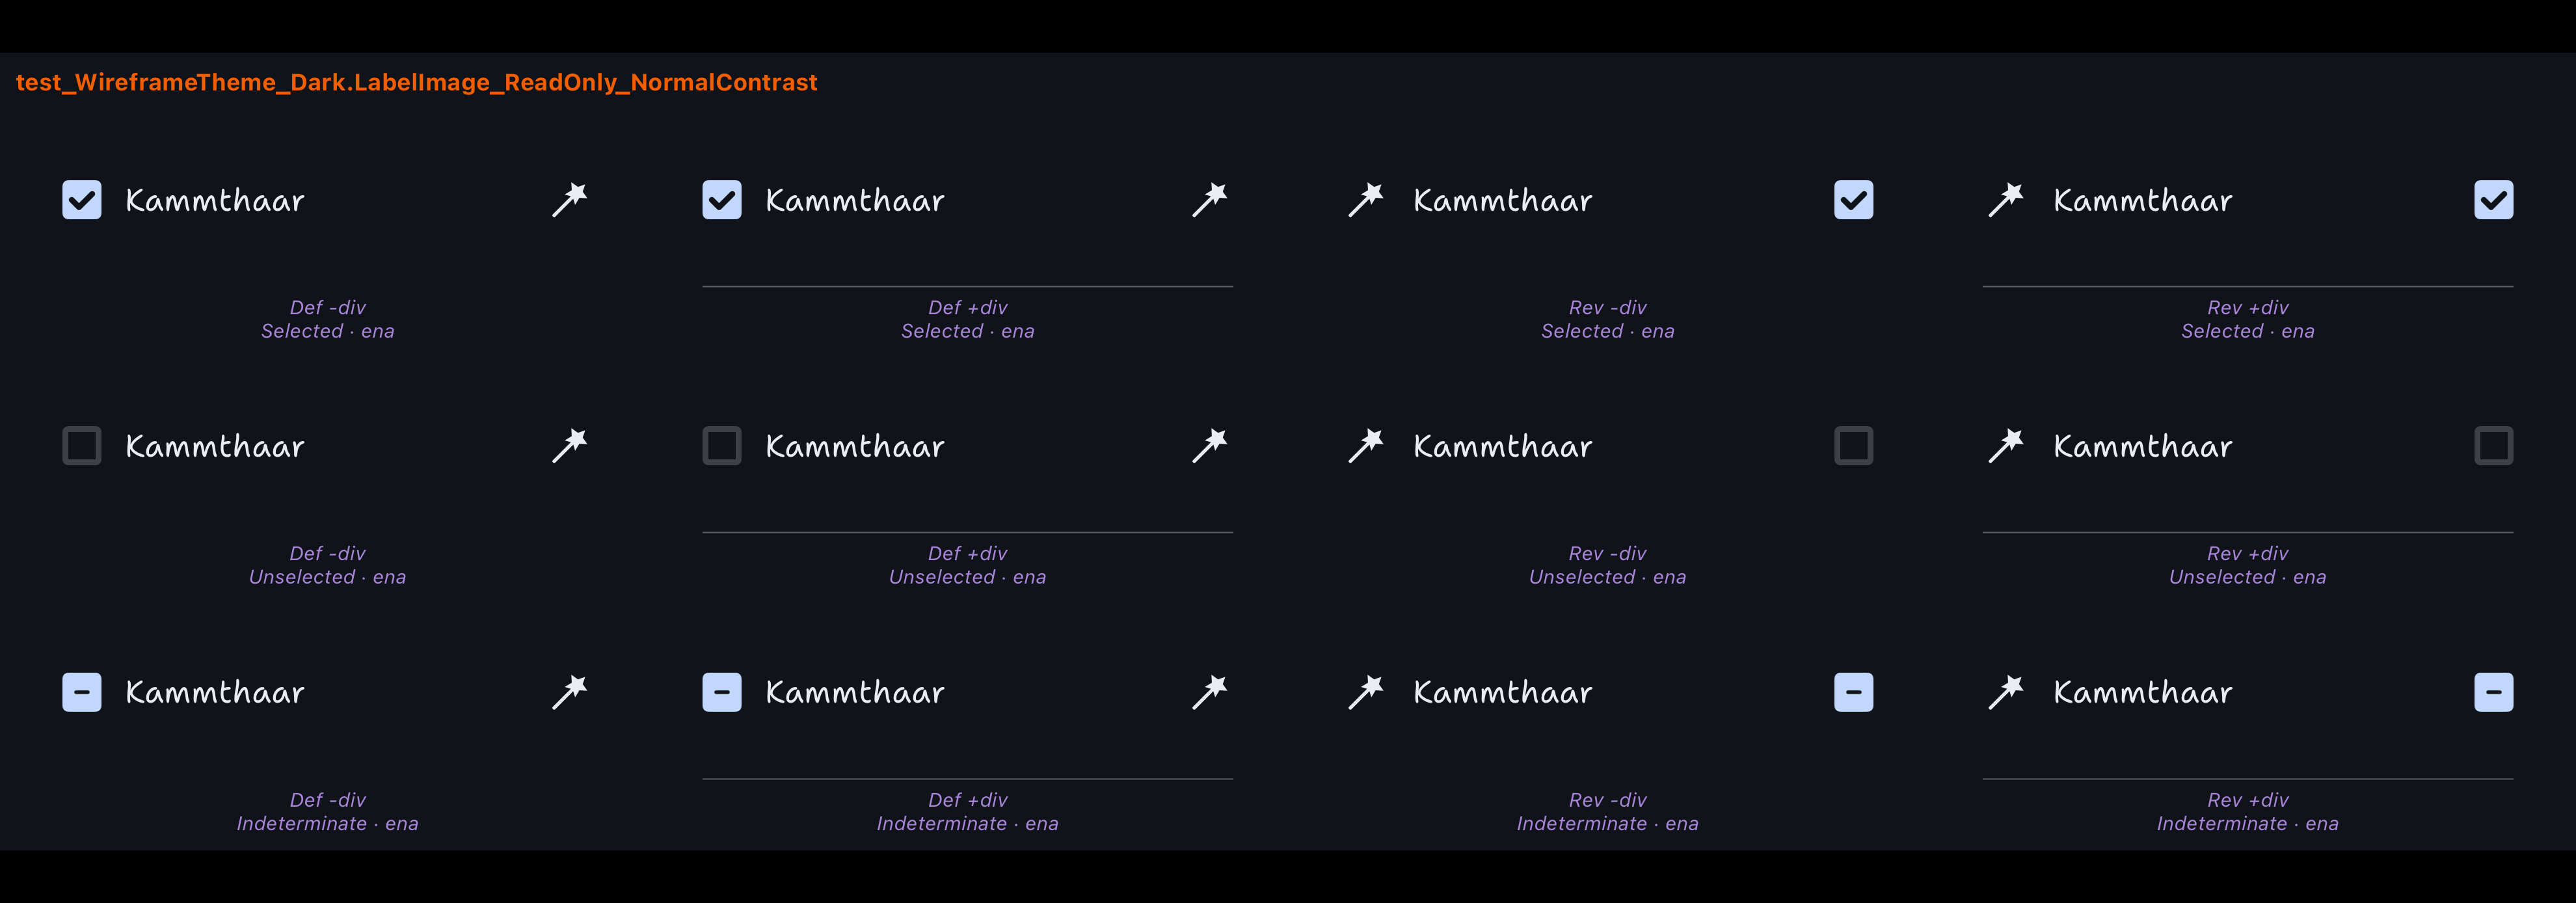 test_WireframeTheme_Dark.LabelImage_ReadOnly_NormalContrast
Kammthaar
Kammthaar
Kammthaar
Kammthaar
Def -div
Selected · ena
Def +div
Selected · ena
Rev -div
Selected · ena
Rev +div
Selected · ena
Kammthaar
Kammthaar
Kammthaar
Kammthaar
Def -div
Unselected · ena
Def +div
Unselected · ena
Rev -div
Unselected · ena
Rev +div
Unselected · ena
Kammthaar
Kammthaar
Kammthaar
Kammthaar
Def -div
Indeterminate · ena
Def +div
Indeterminate · ena
Rev -div
Indeterminate · ena
Rev +div
Indeterminate · ena